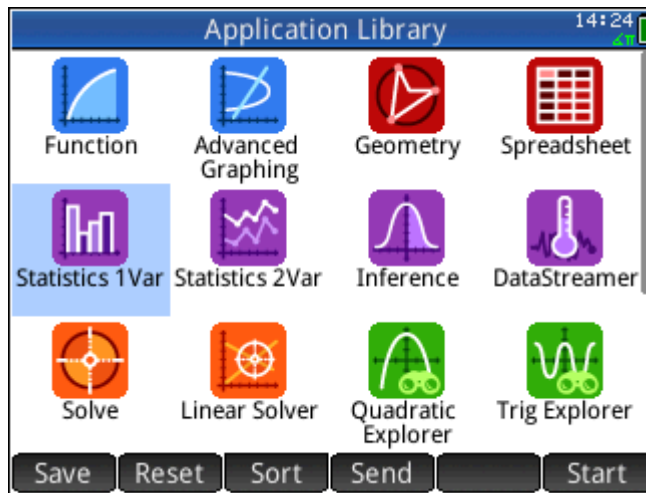 Application Library
14:24
∡π
Function
Advanced
Graphing
Geometry
Spreadsheet
Statistics 1Var
Statistics 2Var
Inference
DataStreamer
Solve
Linear Solver
Quadratic
Explorer
Trig Explorer
Save
Reset
Sort
Send
Start